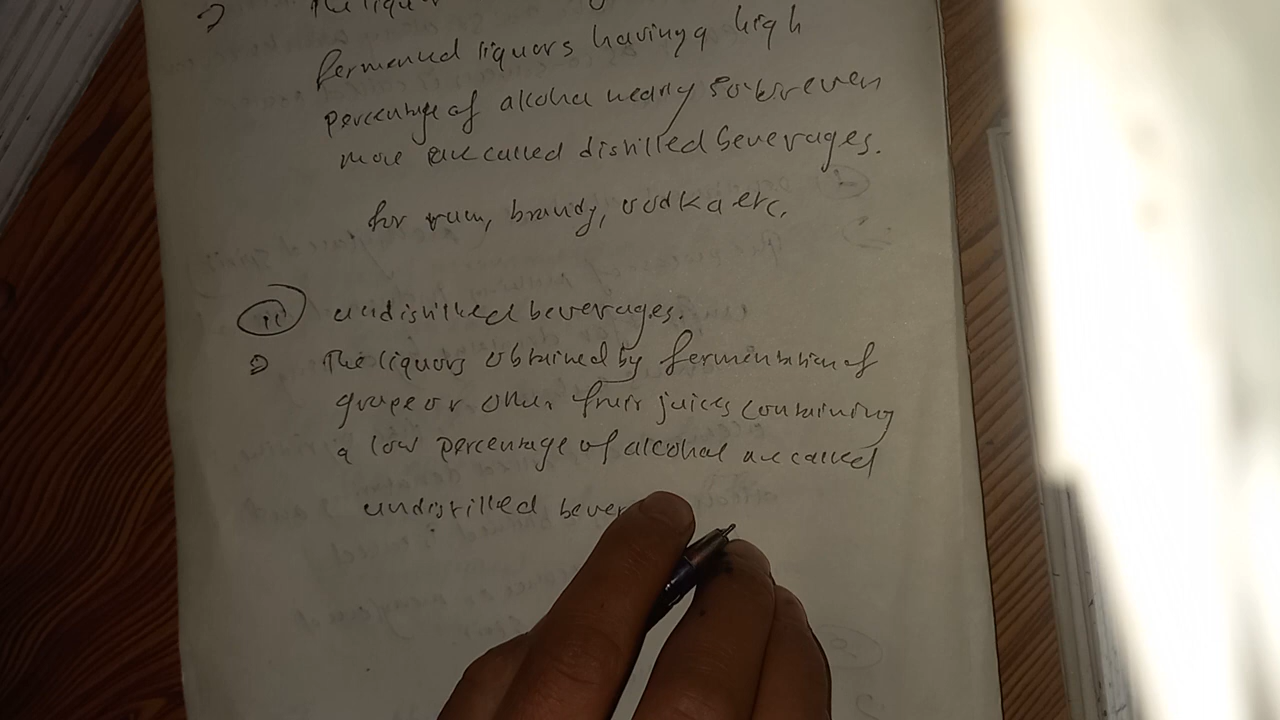 The liquo
fermented liquors having a high
percentage of alcohol nearly 50% or even
more are called distilled beverages.
for rum, brandy, vodka etc.
ii undistilled beverages.
The liquors obtained by fermentation of
grape or other fruit juices containing
a low percentage of alcohol are called
undistilled bever